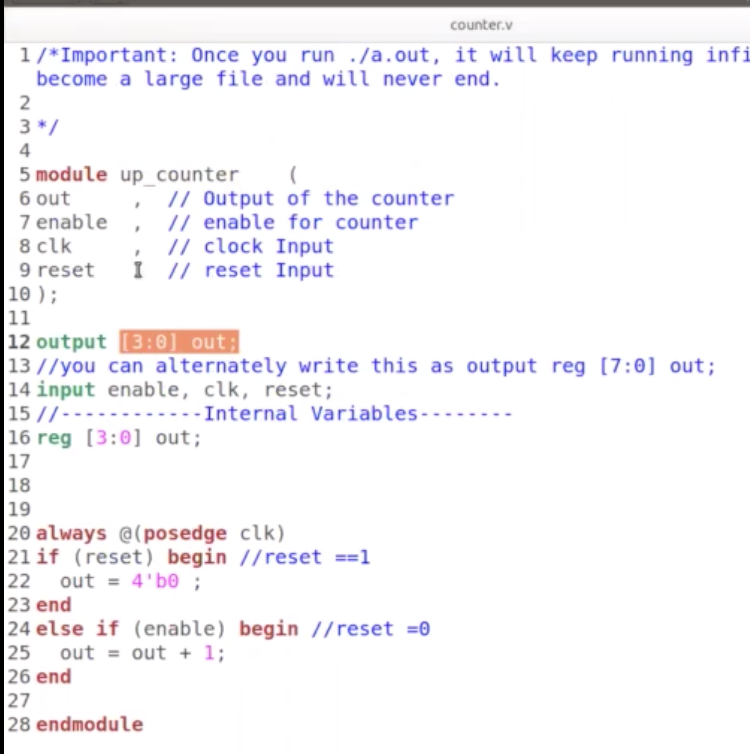 counter.v
1 /*Important: Once you run ./a.out, it will keep running infi
become a large file and will never end.
2
3 */
4
5 module up_counter    (
6 out     ,  // Output of the counter
7 enable  ,  // enable for counter
8 clk     ,  // clock Input
9 reset      // reset Input
10 );
11
12 output [3:0] out;
13 //you can alternately write this as output reg [7:0] out;
14 input enable, clk, reset;
15 //------------Internal Variables--------
16 reg [3:0] out;
17
18
19
20 always @(posedge clk)
21 if (reset) begin //reset ==1
22   out = 4'b0 ;
23 end
24 else if (enable) begin //reset =0
25   out = out + 1;
26 end
27
28 endmodule